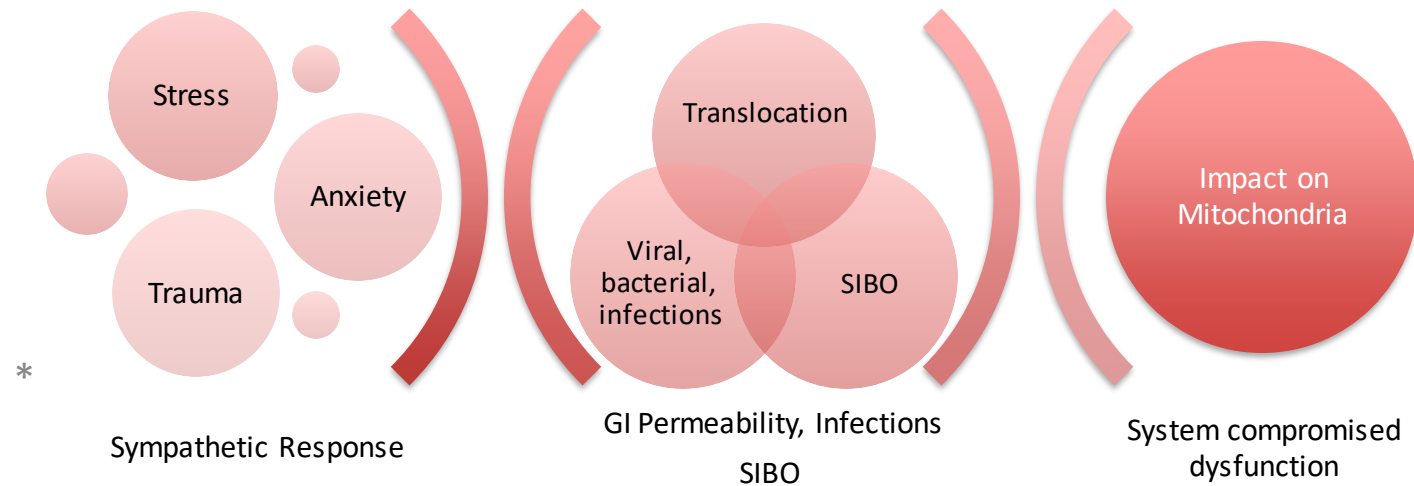 Stress
Anxiety
Trauma
*
Sympathetic Response
Translocation
Viral,
bacterial,
infections
SIBO
GI Permeability, Infections
SIBO
Impact on
Mitochondria
System compromised
dysfunction